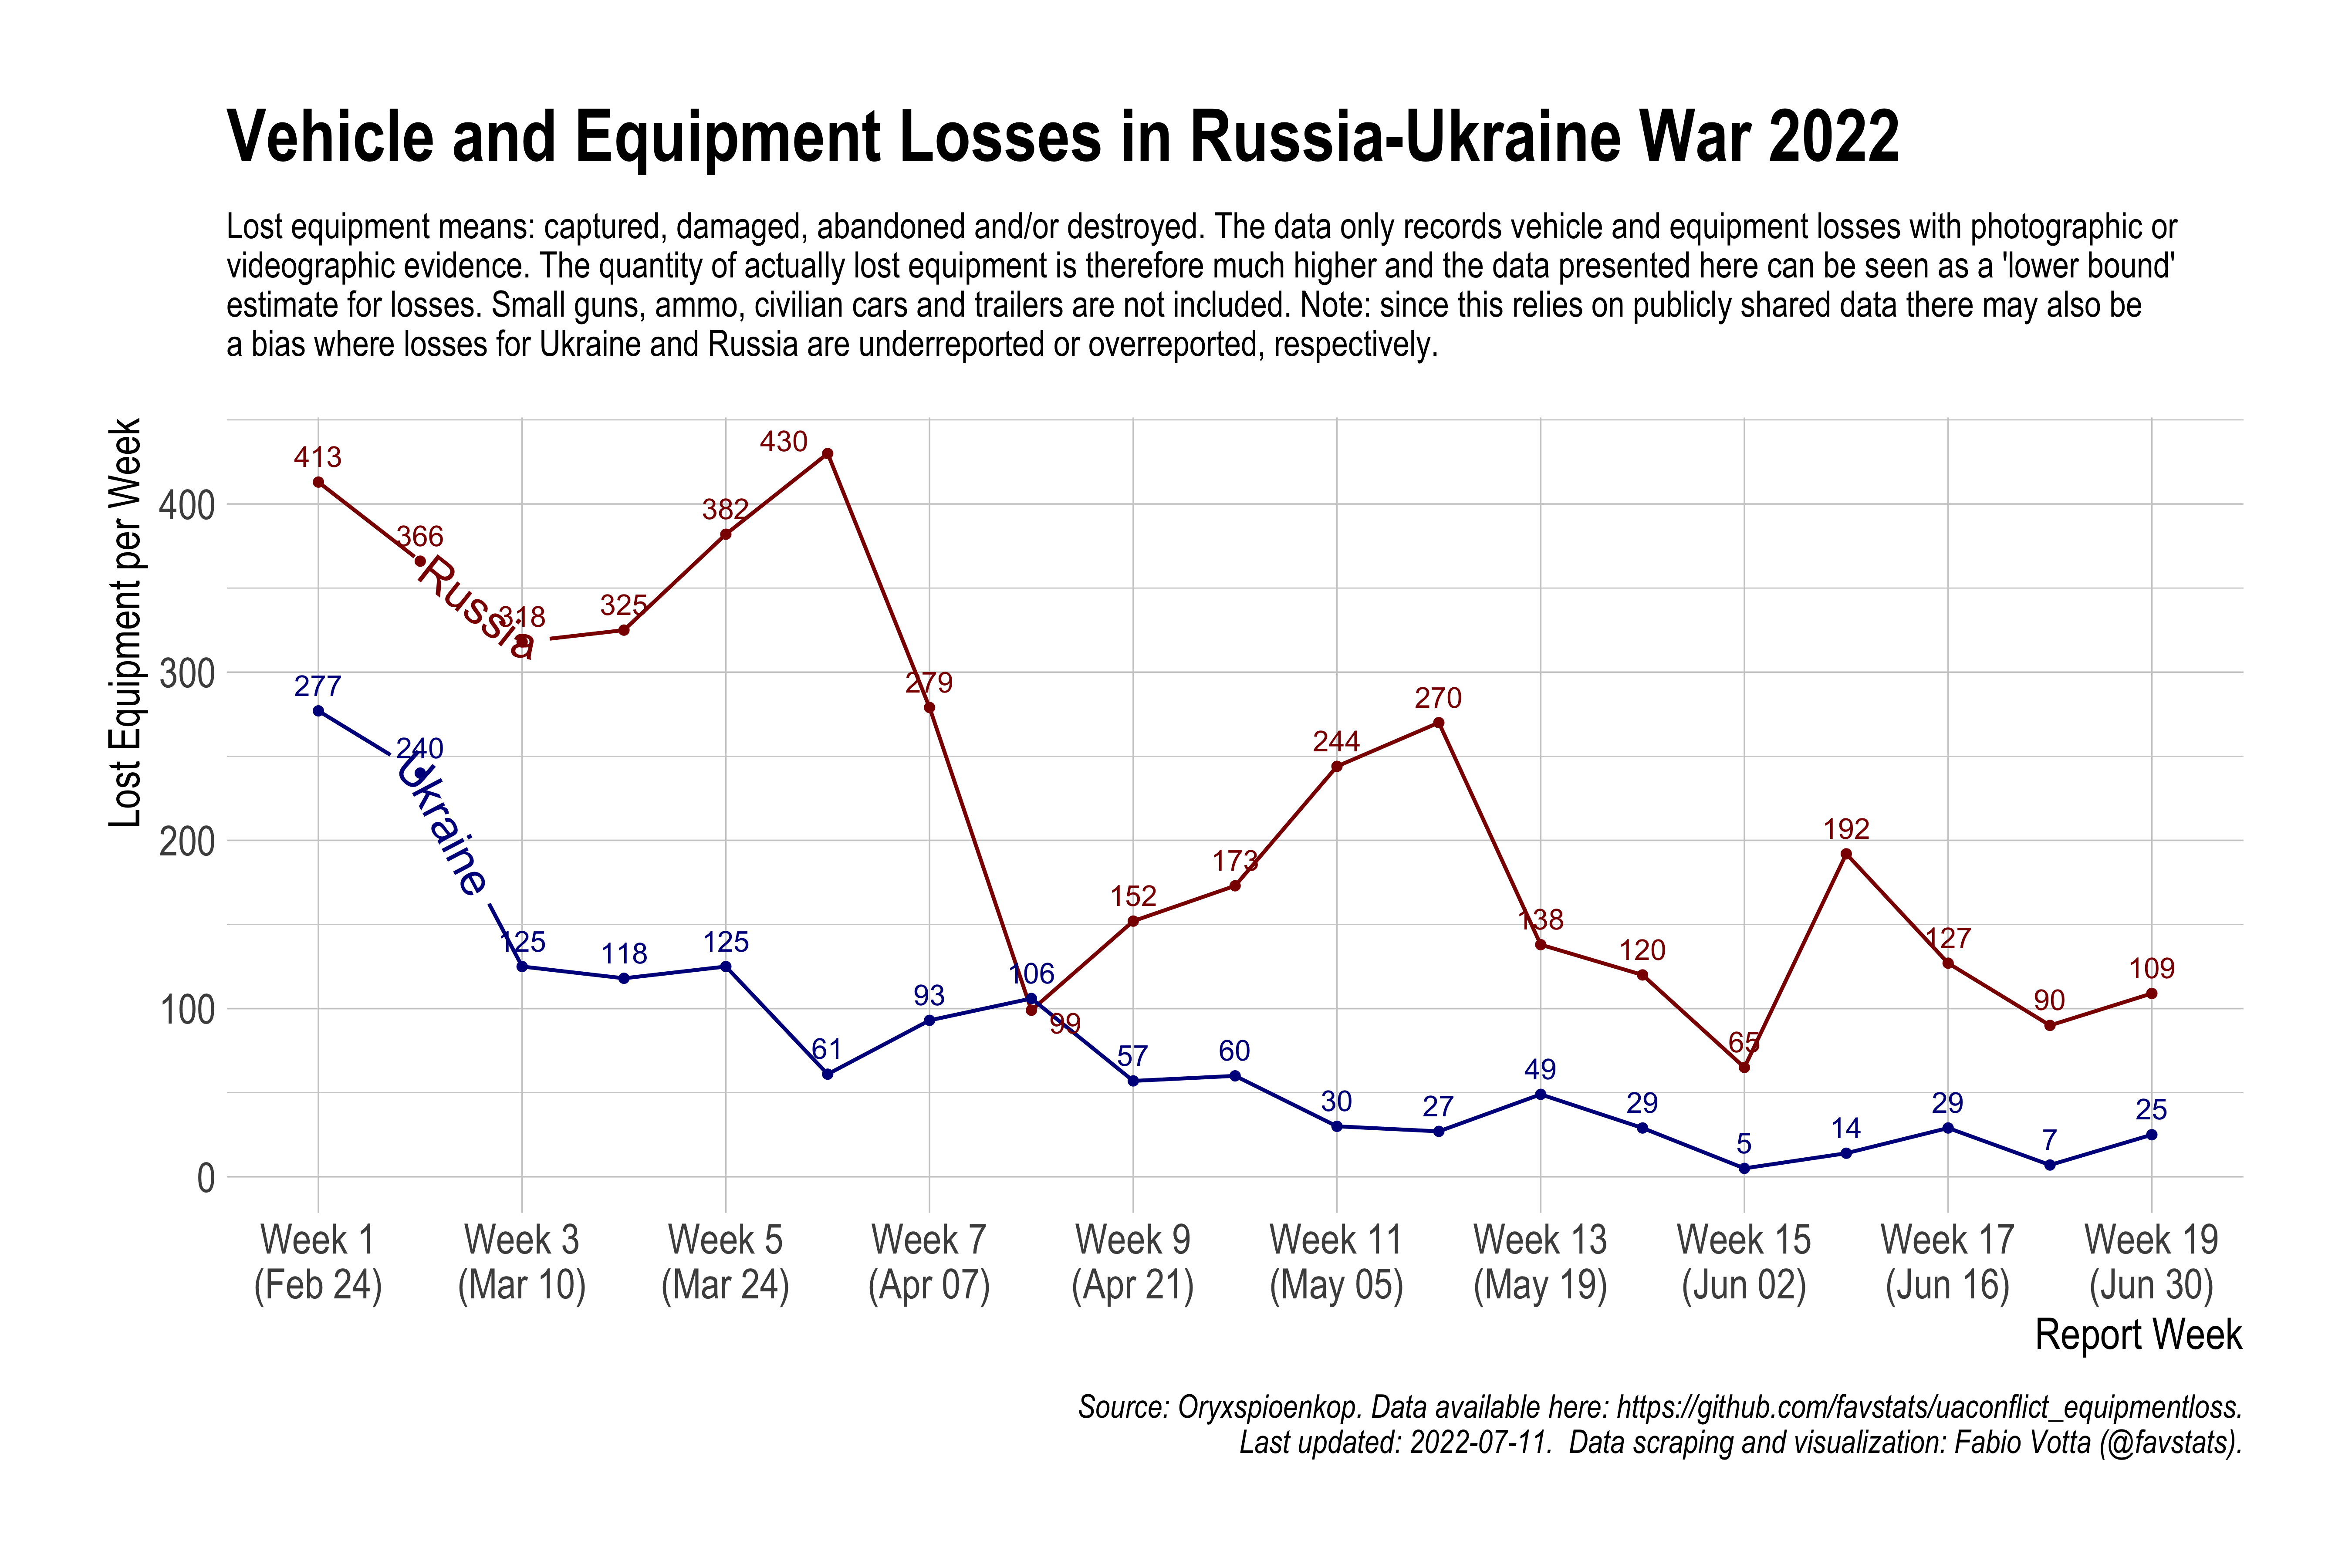 Vehicle and Equipment Losses in Russia-Ukraine War 2022
Lost equipment means: captured, damaged, abandoned and/or destroyed. The data only records vehicle and equipment losses with photographic or
videographic evidence. The quantity of actually lost equipment is therefore much higher and the data presented here can be seen as a 'lower bound'
estimate for losses. Small guns, ammo, civilian cars and trailers are not included. Note: since this relies on publicly shared data there may also be
a bias where losses for Ukraine and Russia are underreported or overreported, respectively.
Lost Equipment per Week
400
300
200
100
0
Russia
413
366
318
325
382
430
279
99
152
173
244
270
138
120
65
192
127
90
109
Ukraine
277
240
125
118
125
61
93
106
57
60
30
27
49
29
5
14
29
7
25
Week 1
(Feb 24)
Week 3
(Mar 10)
Week 5
(Mar 24)
Week 7
(Apr 07)
Week 9
(Apr 21)
Week 11
(May 05)
Week 13
(May 19)
Week 15
(Jun 02)
Week 17
(Jun 16)
Week 19
(Jun 30)
Report Week
Source: Oryxspioenkop. Data available here: https://github.com/favstats/uaconflict_equipmentloss.
Last updated: 2022-07-11.  Data scraping and visualization: Fabio Votta (@favstats).